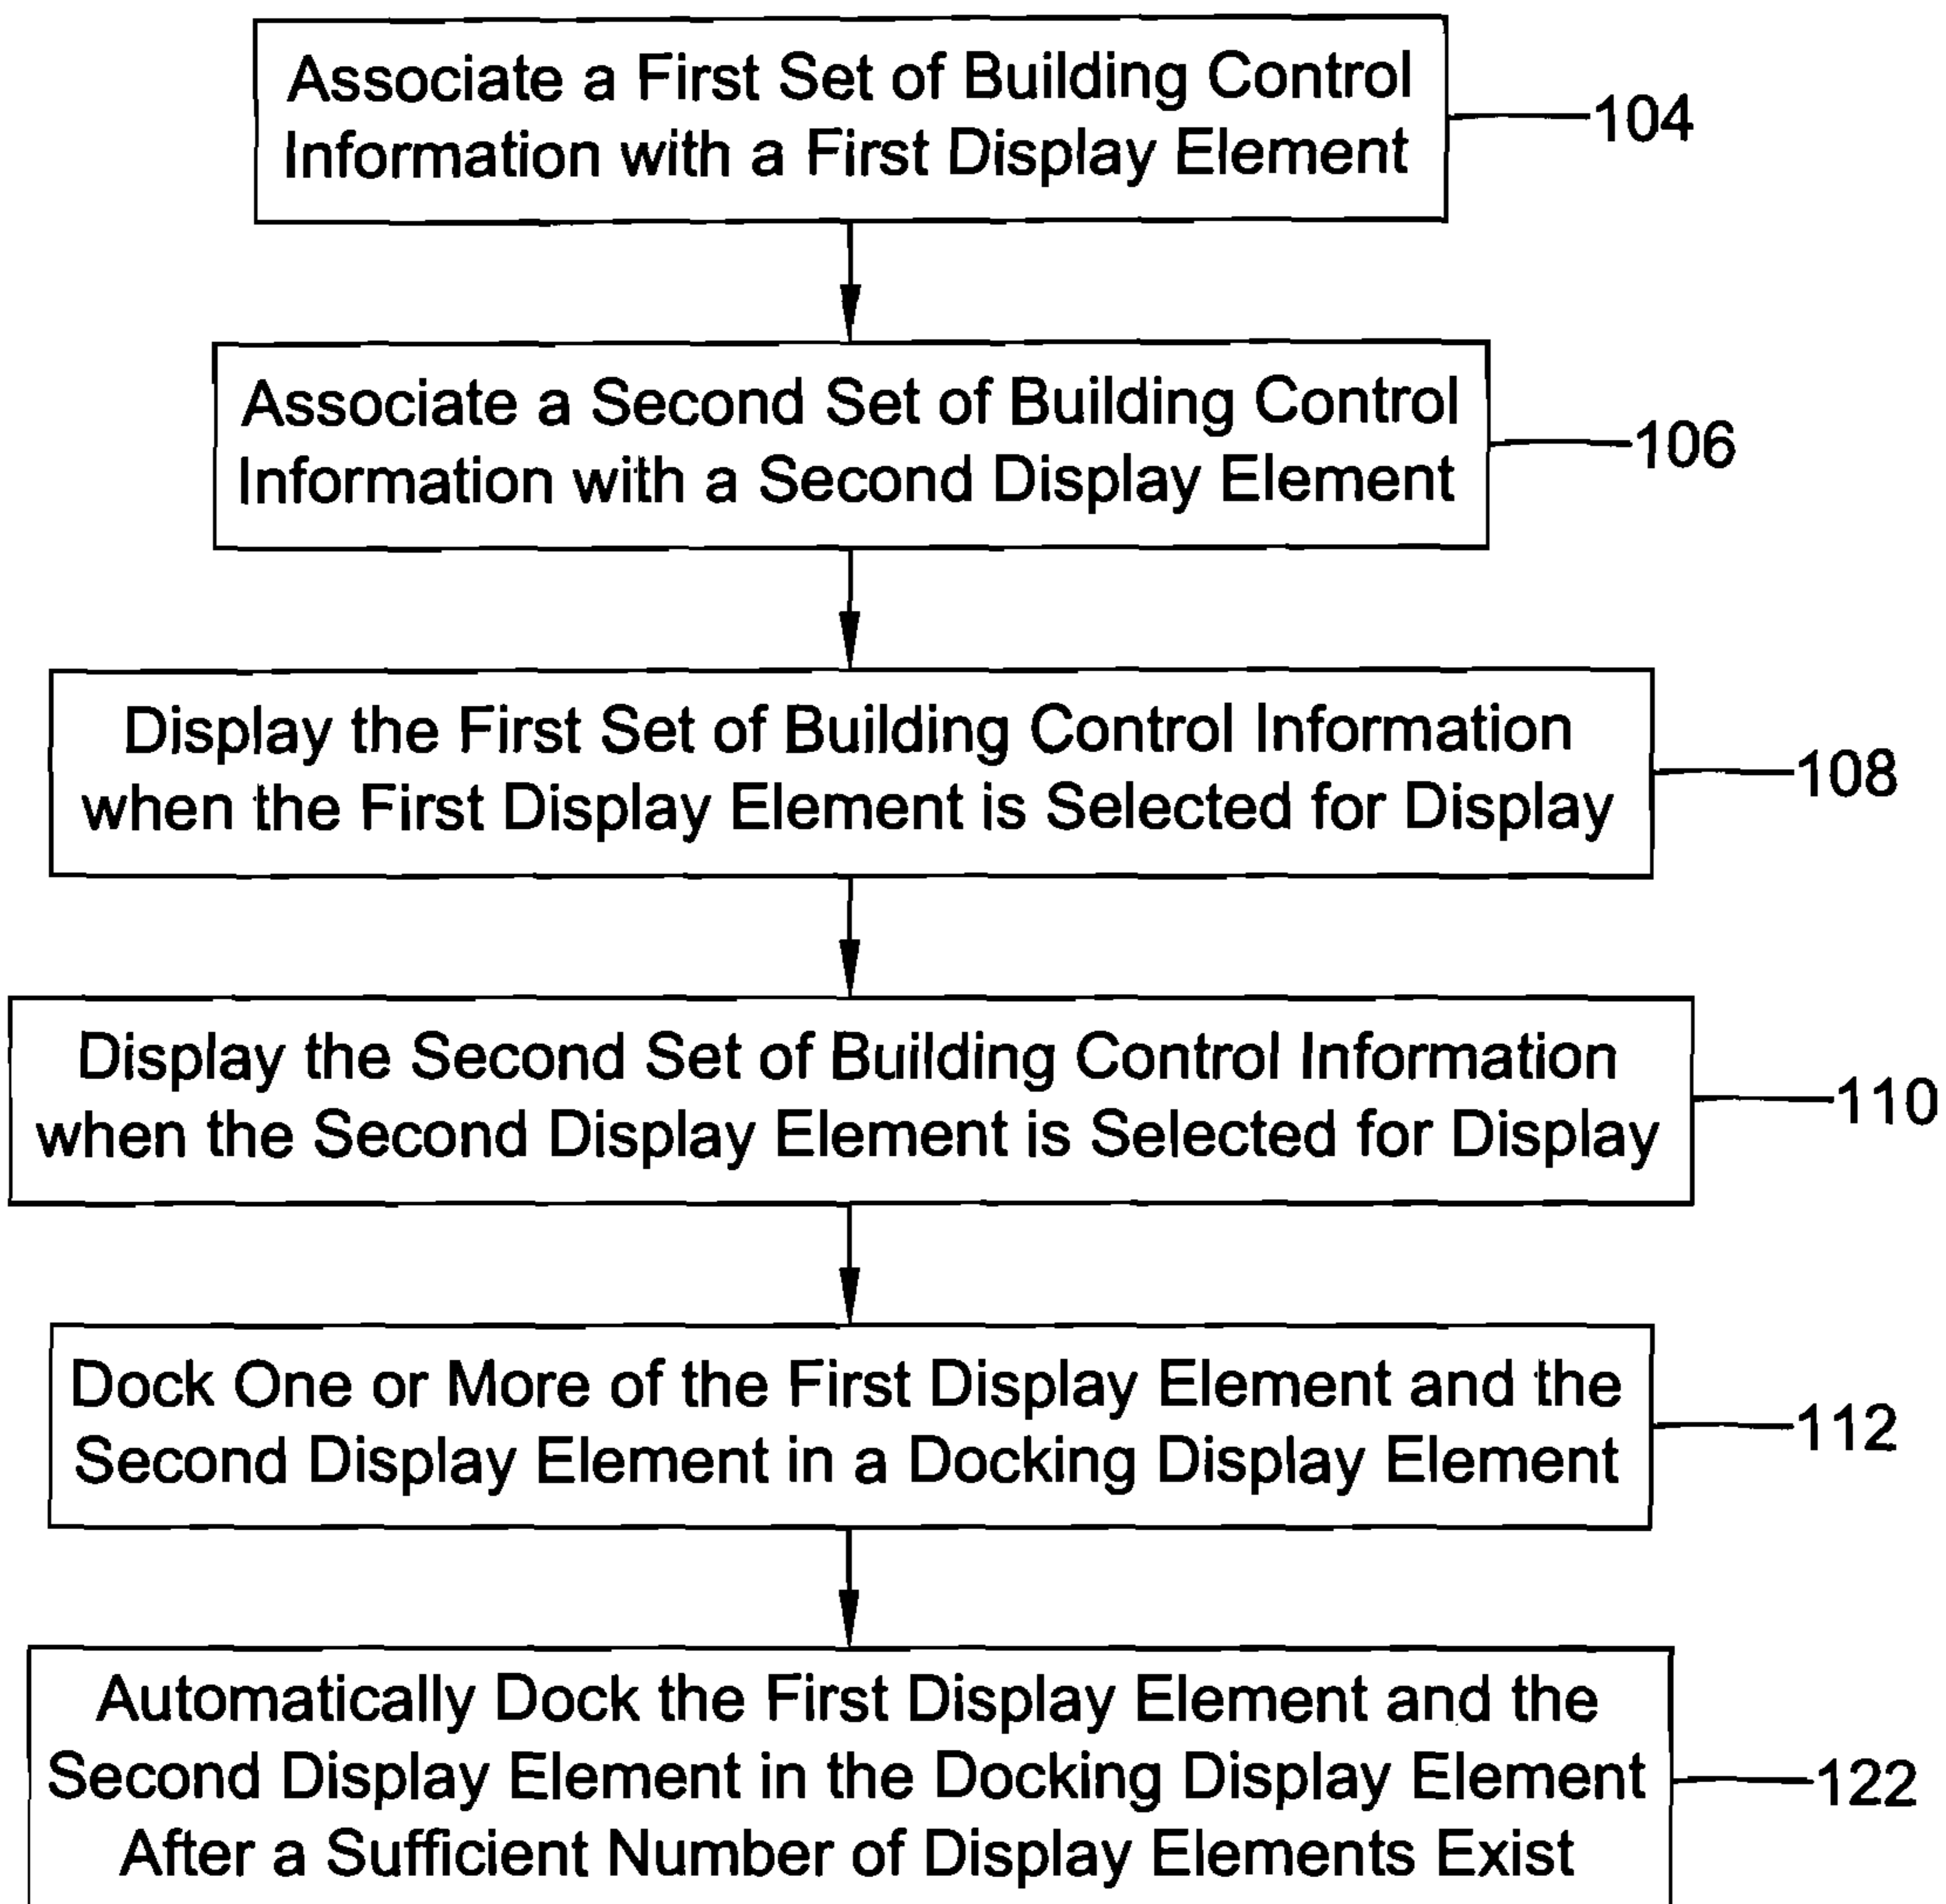 Associate a First Set of Building Control
Information with a First Display Element
104
Associate a Second Set of Building Control
Information with a Second Display Element
106
Display the First Set of Building Control Information
when the First Display Element is Selected for Display
108
Display the Second Set of Building Control Information
when the Second Display Element is Selected for Display
110
Dock One or More of the First Display Element and the
Second Display Element in a Docking Display Element
112
Automatically Dock the First Display Element and the
Second Display Element in the Docking Display Element
After a Sufficient Number of Display Elements Exist
122